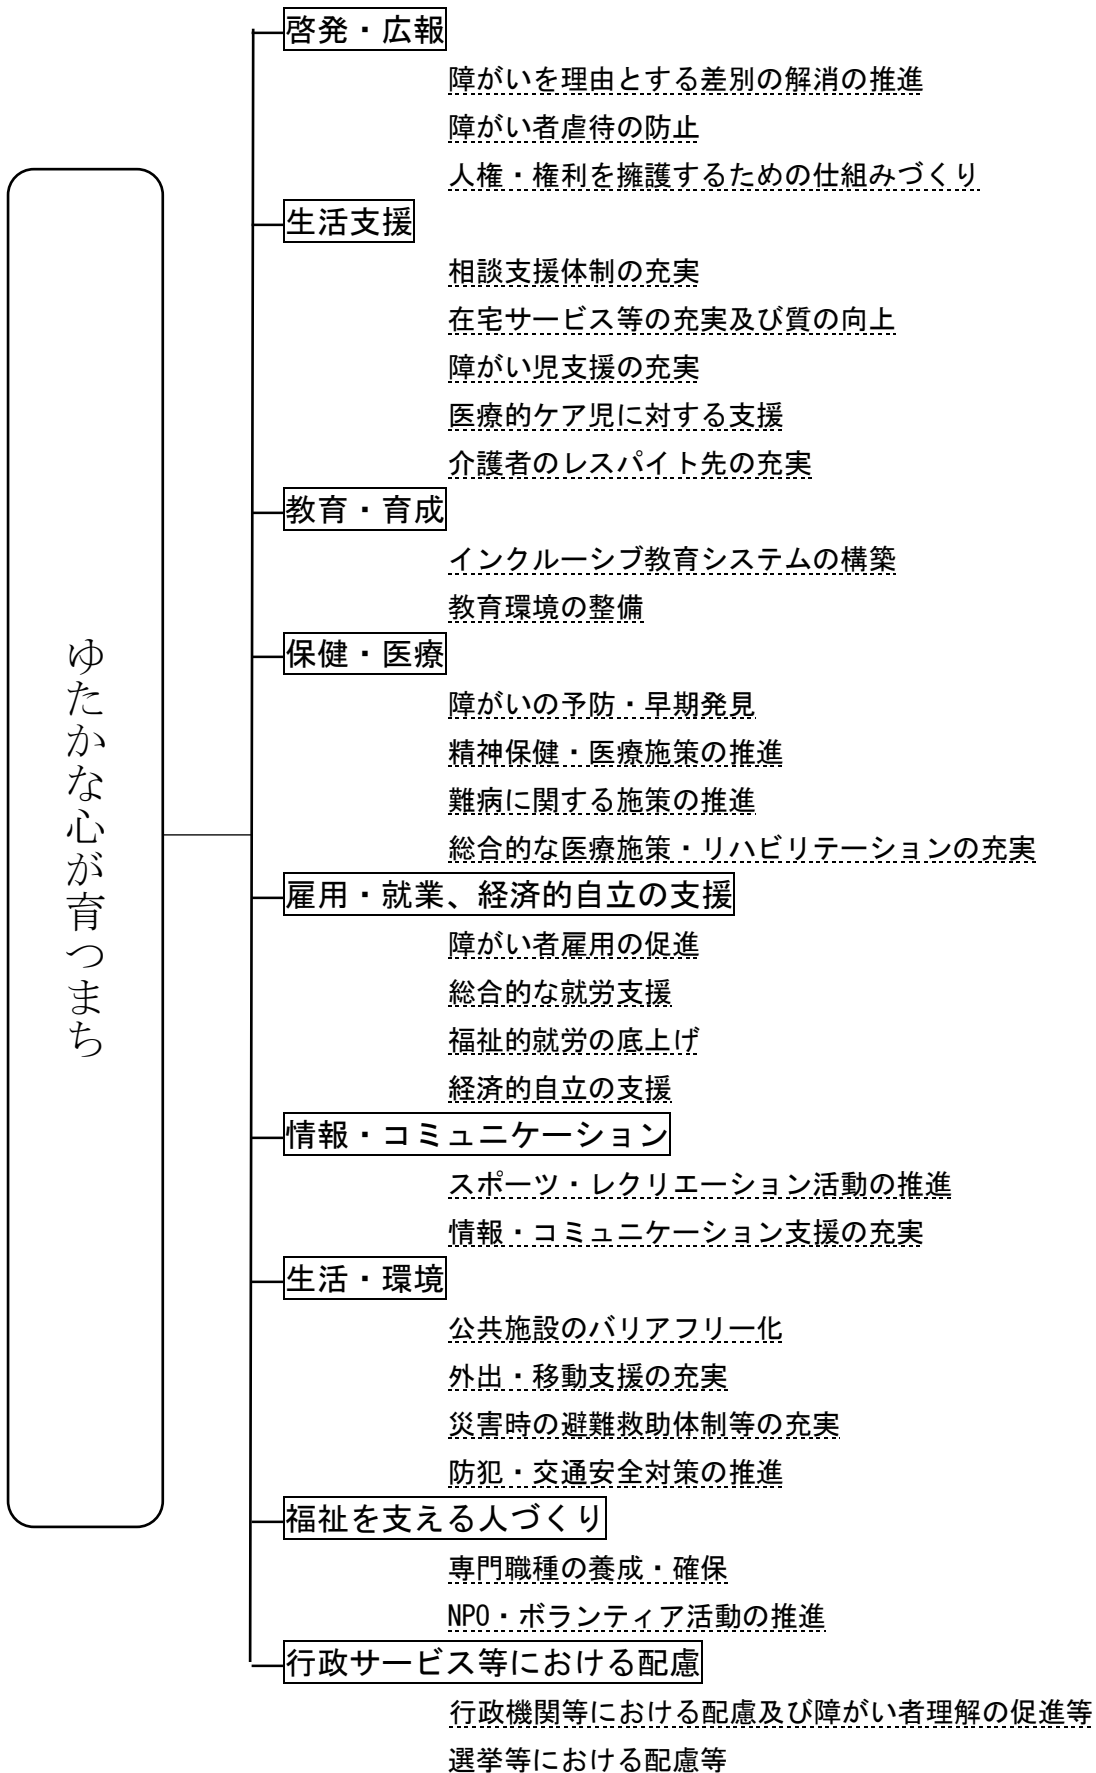 ゆたかな心が育つまち
啓発・広報
障がいを理由とする差別の解消の推進
障がい者虐待の防止
人権・権利を擁護するための仕組みづくり
生活支援
相談支援体制の充実
在宅サービス等の充実及び質の向上
障がい児支援の充実
医療的ケア児に対する支援
介護者のレスパイト先の充実
教育・育成
インクルーシブ教育システムの構築
教育環境の整備
保健・医療
障がいの予防・早期発見
精神保健・医療施策の推進
難病に関する施策の推進
総合的な医療施策・リハビリテーションの充実
雇用・就業、経済的自立の支援
障がい者雇用の促進
総合的な就労支援
福祉的就労の底上げ
経済的自立の支援
情報・コミュニケーション
スポーツ・レクリエーション活動の推進
情報・コミュニケーション支援の充実
生活・環境
公共施設のバリアフリー化
外出・移動支援の充実
災害時の避難救助体制等の充実
防犯・交通安全対策の推進
福祉を支える人づくり
専門職種の養成・確保
NPO・ボランティア活動の推進
行政サービス等における配慮
行政機関等における配慮及び障がい者理解の促進等
選挙等における配慮等